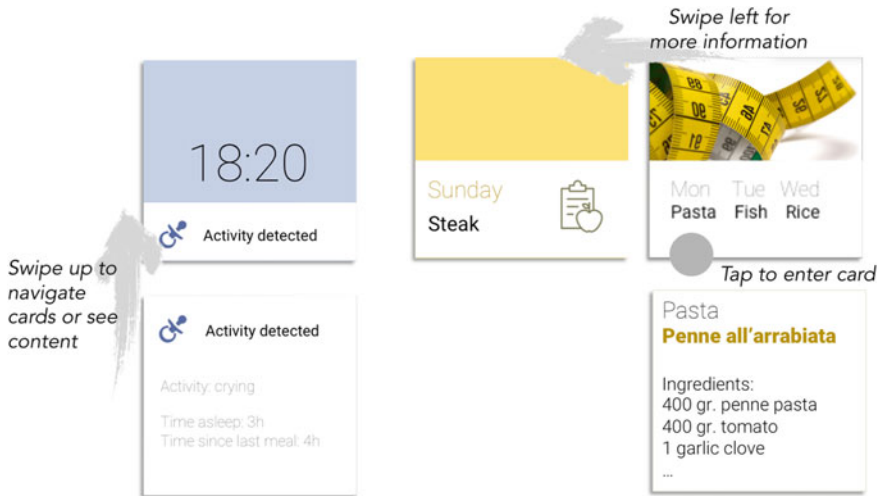 Swipe left for
more information
18:20
Activity detected
Swipe up to
navigate
cards or see
content
Activity detected
Activity: crying
Time asleep: 3h
Time since last meal: 4h
Sunday
Steak
Mon Tue Wed
Pasta Fish Rice
Tap to enter card
Pasta
Penne all'arrabiata
Ingredients:
400 gr. penne pasta
400 gr. tomato
1 garlic clove
...